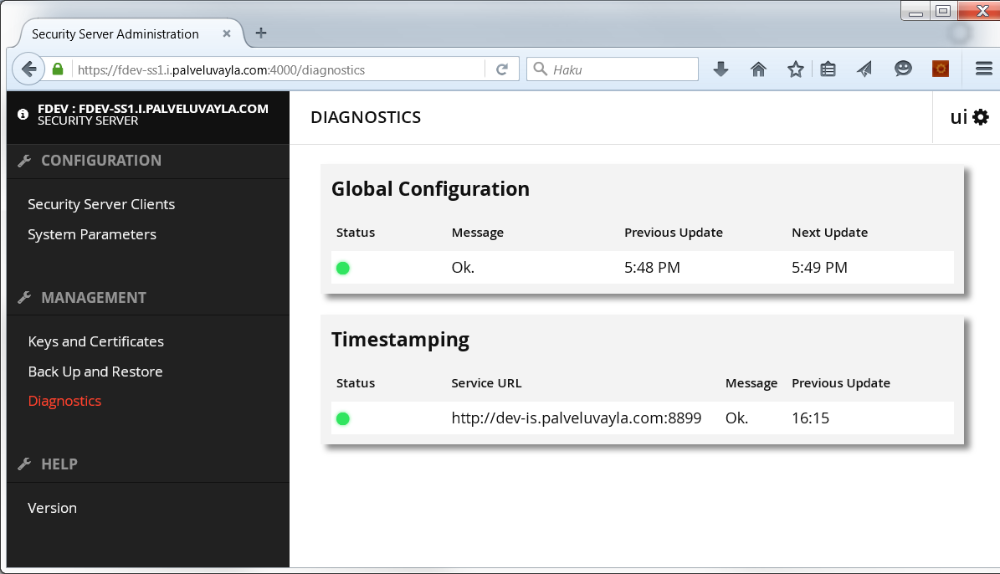 Security Server Administration
https://fdev-ss1.i.palveluvayla.com:4000/diagnostics
Haku
FDEV : FDEV-SS1.I.PALVELUVAYLA.COM
SECURITY SERVER
DIAGNOSTICS
ui
CONFIGURATION
Security Server Clients
System Parameters
MANAGEMENT
Keys and Certificates
Back Up and Restore
Diagnostics
HELP
Version
Global Configuration
Status Message Previous Update Next Update
Ok. 5:48 PM 5:49 PM
Timestamping
Status Service URL Message Previous Update
http://dev-is.palveluvayla.com:8899 Ok. 16:15